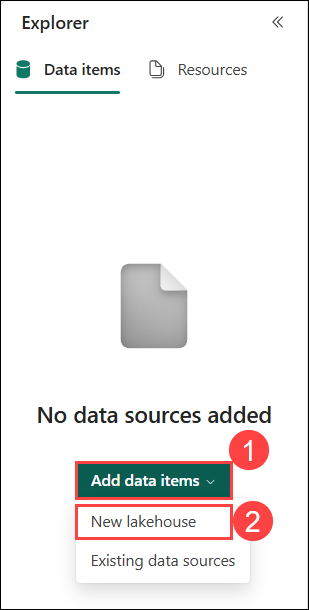 Explorer
Data items Resources
No data sources added
1
Add data items
New lakehouse 2
Existing data sources